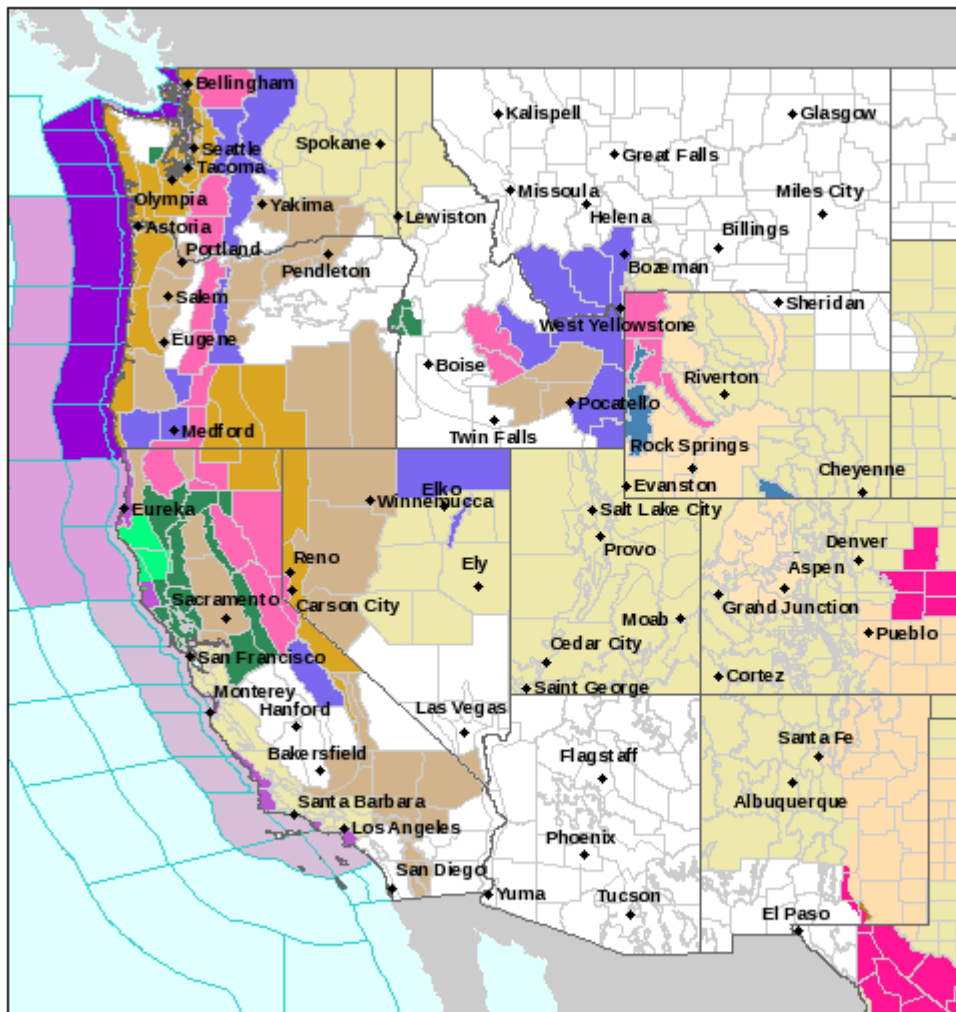 Bellingham
Kalispell
Glasgow
Spokane
Seattle
Great Falls
Tacoma
Missoula
Miles City
Olympia
Yakima
Lewiston
Helena
Astoria
Billings
Portland
Pendleton
Bozeman
Salem
Sheridan
West Yellowstone
Eugene
Boise
Riverton
Pocatello
Medford
Twin Falls
Rock Springs
Cheyenne
Elko
Evanston
Winnemucca
Eureka
Salt Lake City
Provo
Denver
Reno
Ely
Aspen
Sacramento
Carson City
Grand Junction
Moab
Pueblo
San Francisco
Cedar City
Cortez
Monterey
Saint George
Hanford
Las Vegas
Santa Fe
Bakersfield
Flagstaff
Albuquerque
Santa Barbara
Los Angeles
Phoenix
San Diego
Yuma
Tucson
El Paso